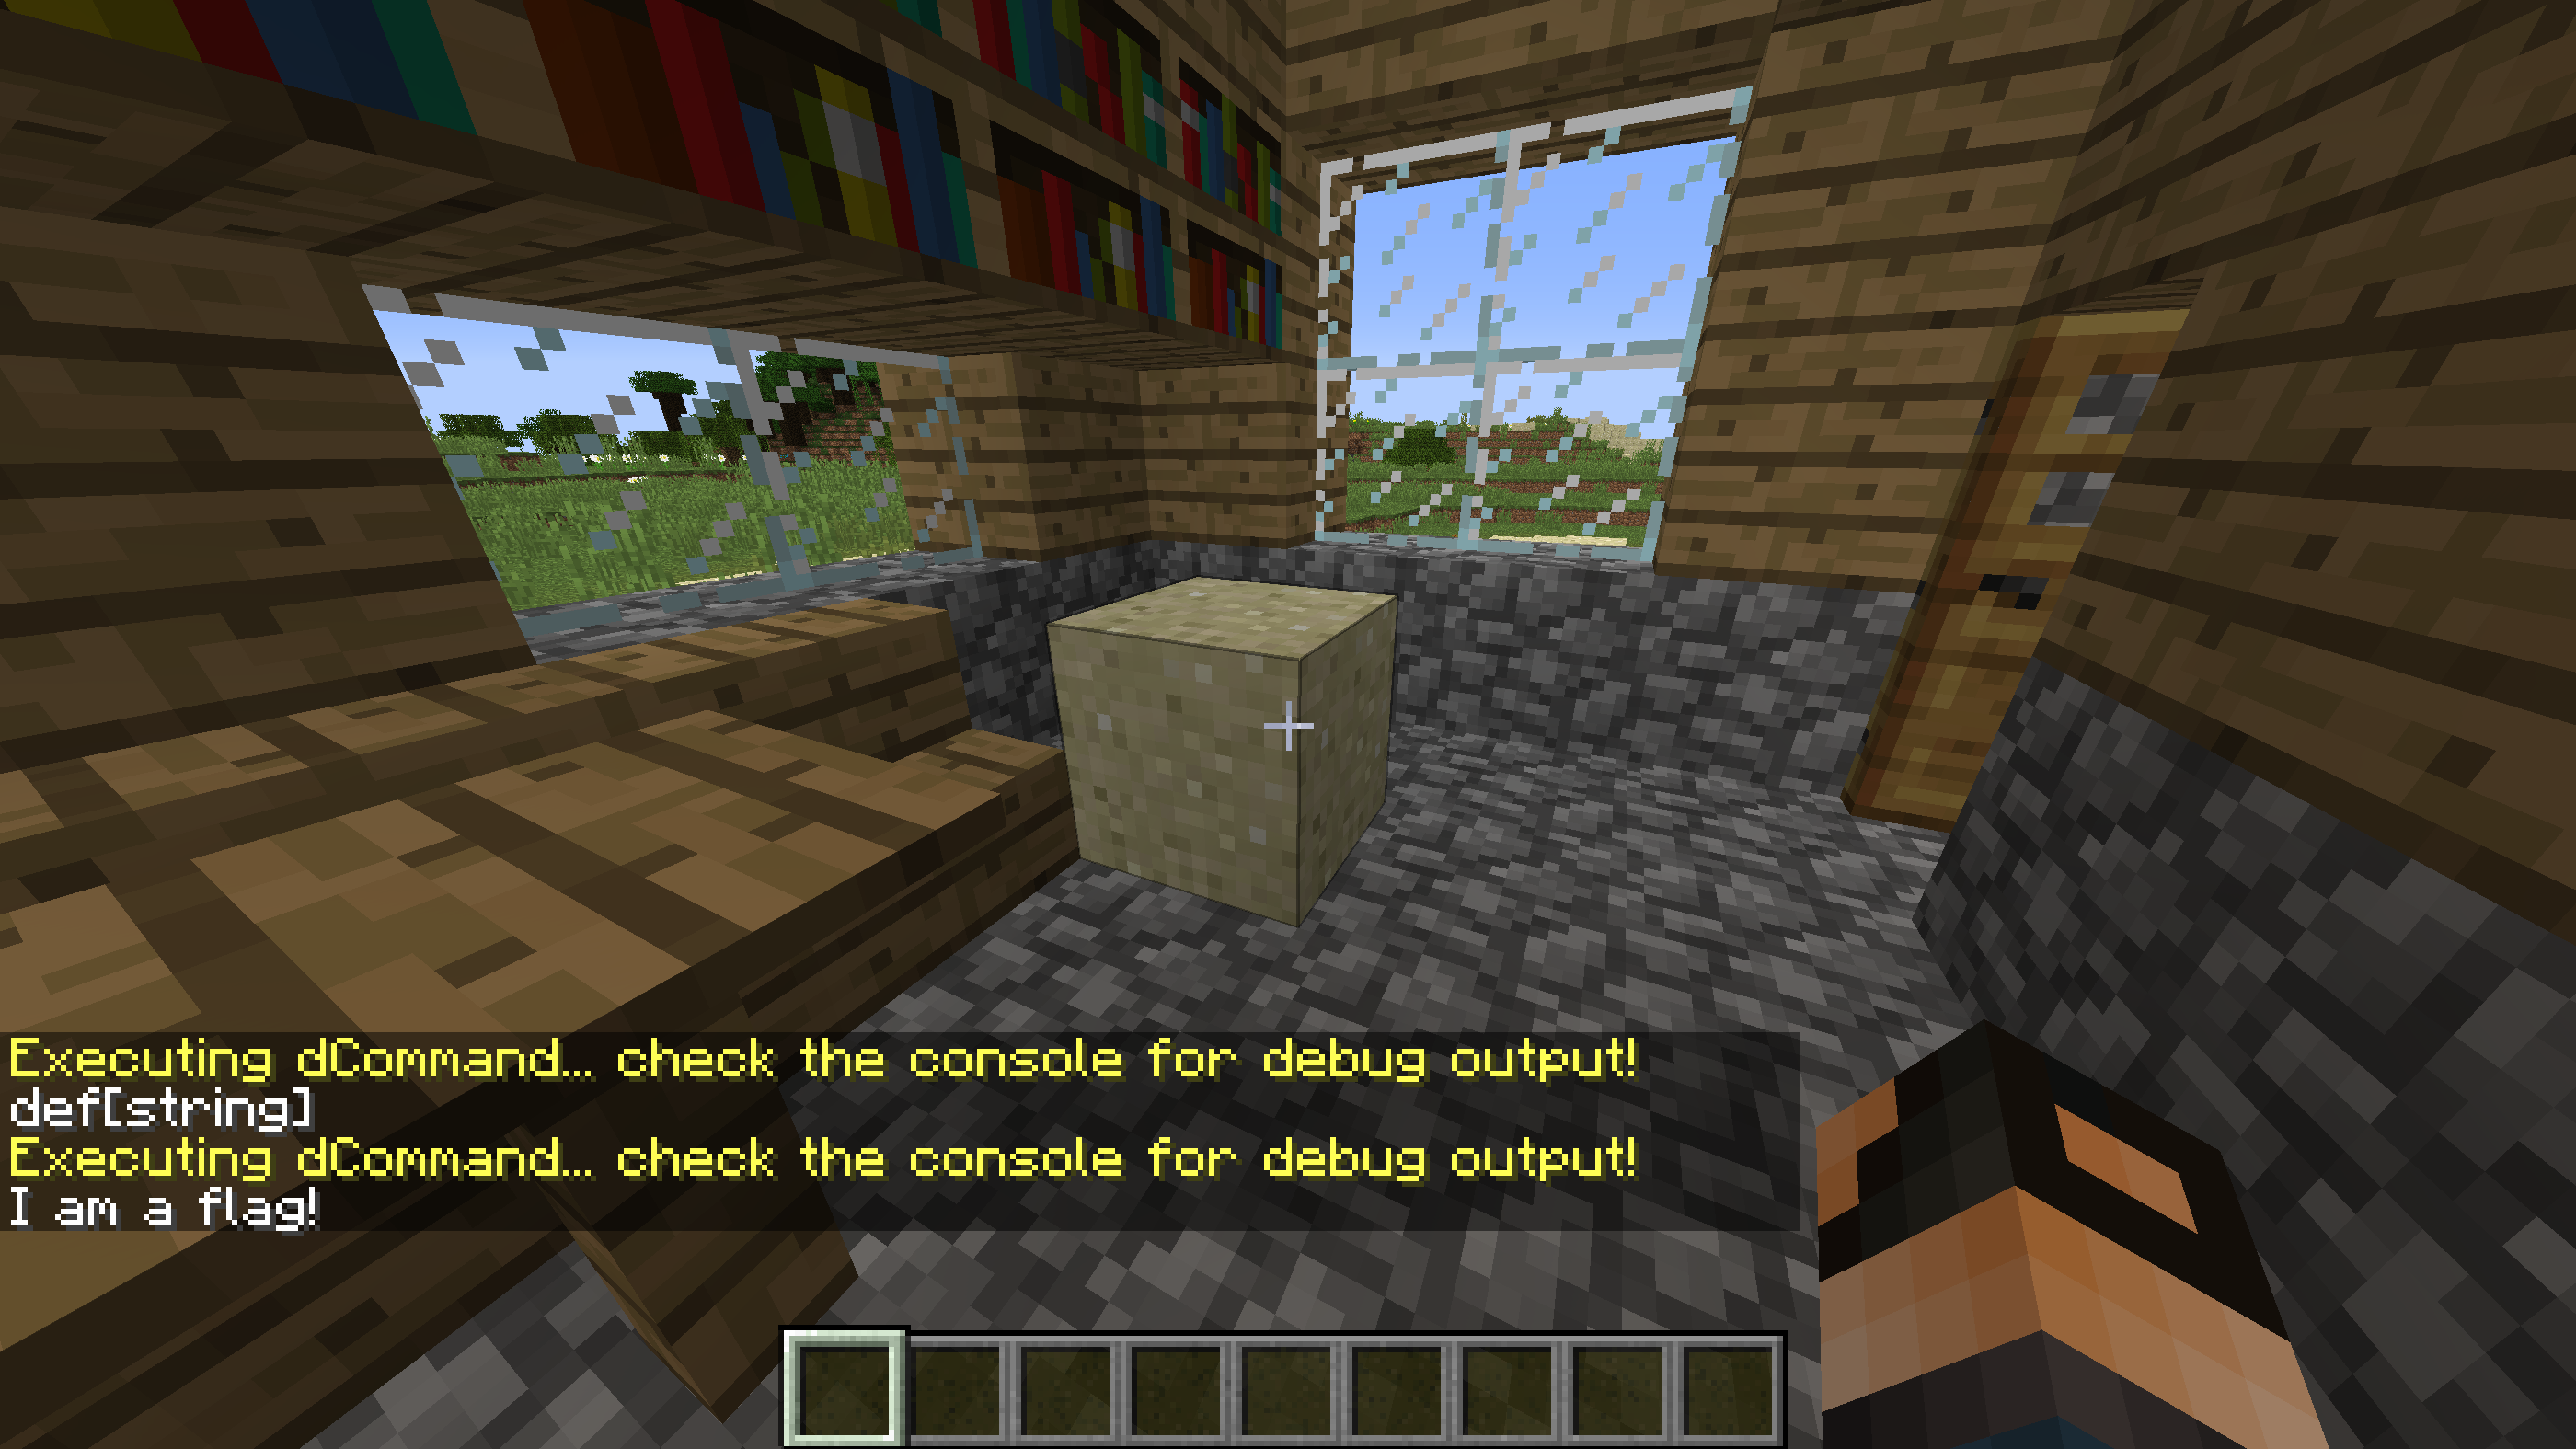 Executing dCommand... check the console for debug output!
def[string]
Executing dCommand... check the console for debug output!
I am a flag!